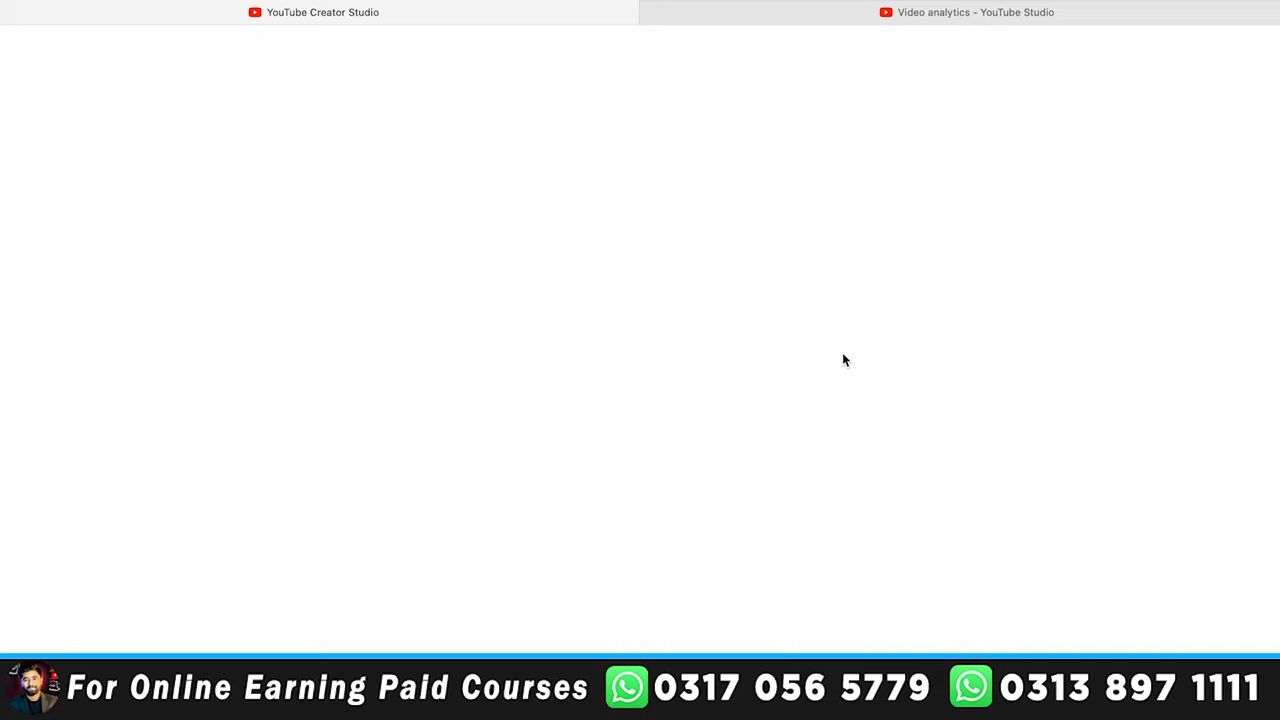 YouTube Creator Studio
Video analytics - YouTube Studio
For Online Earning Paid Courses 0317 056 5779 0313 897 1111